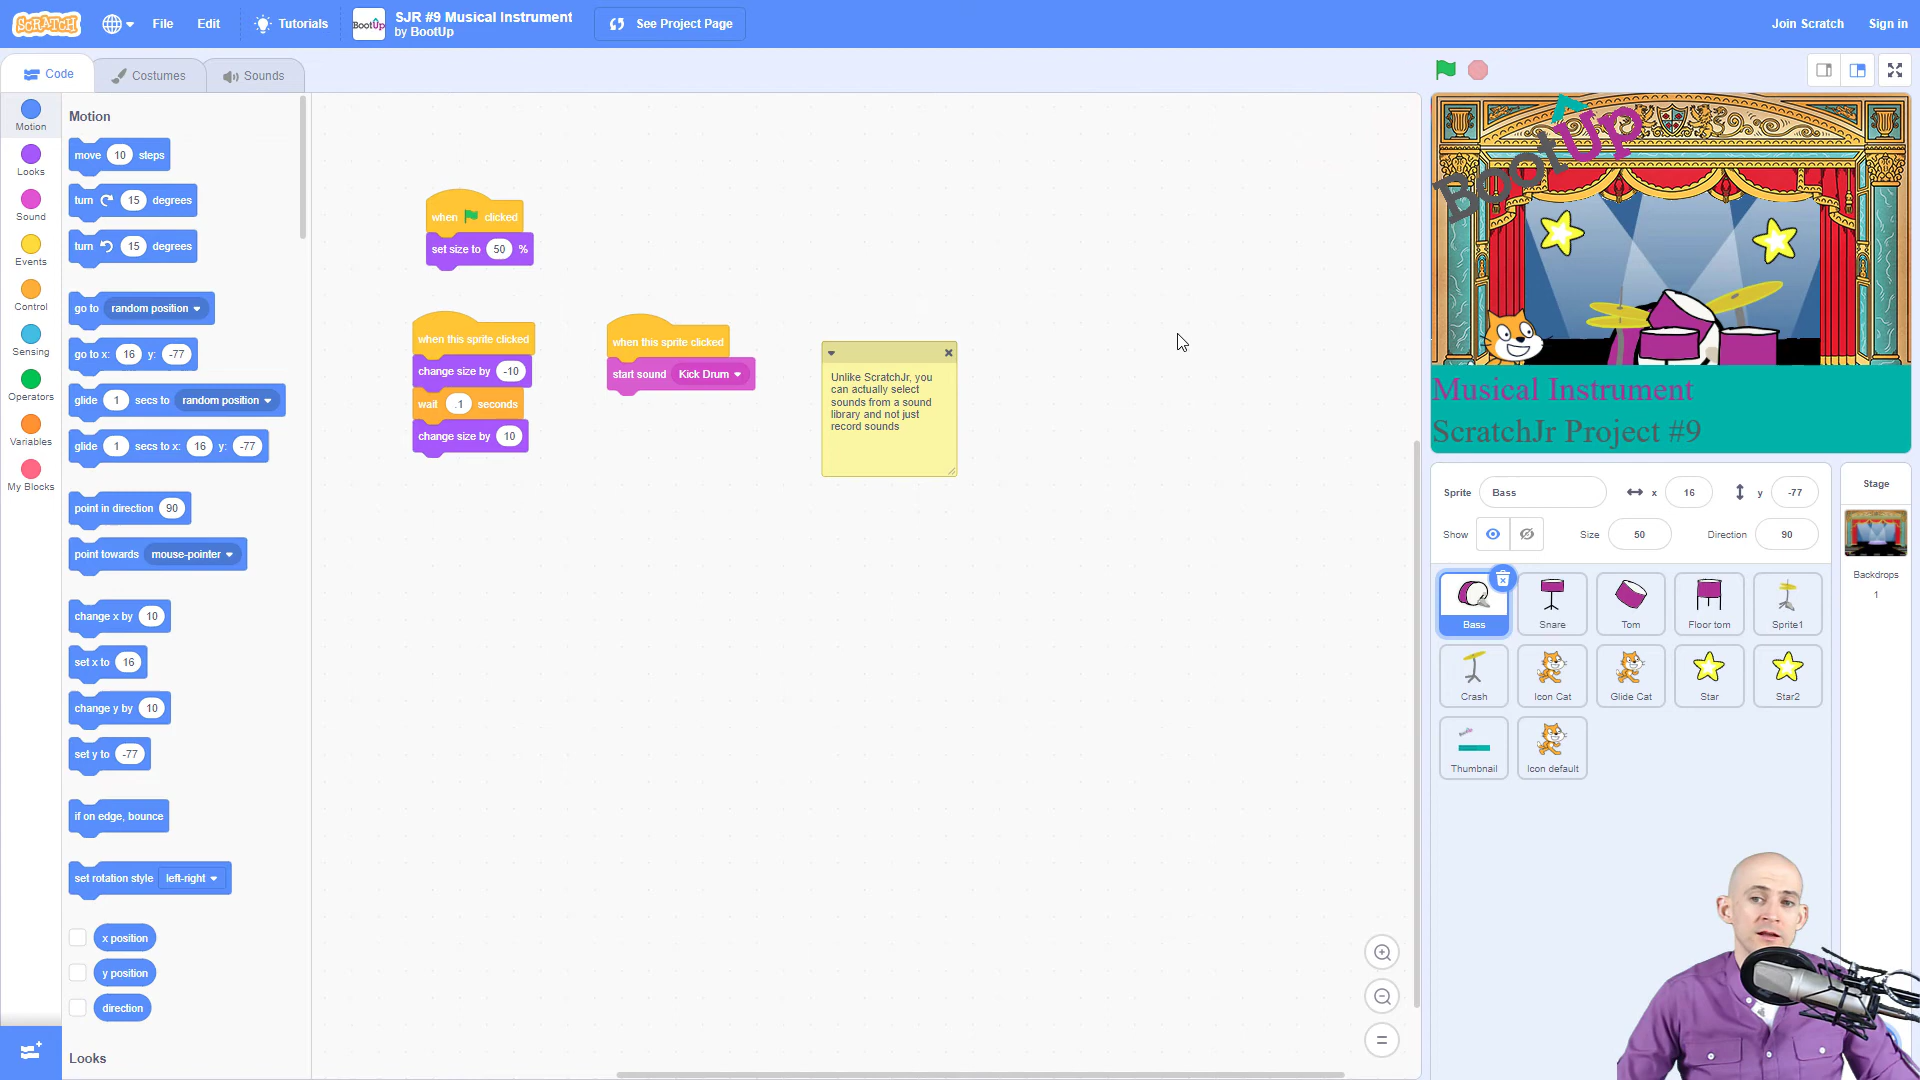 SCRATCH
File
Edit
Tutorials
BootUp
SJR #9 Musical Instrument
by BootUp
See Project Page
Join Scratch
Sign in
Code
Costumes
Sounds
Motion
Looks
Sound
Events
Control
Sensing
Operators
Variables
My Blocks
Motion
move 10 steps
turn 15 degrees
turn 15 degrees
go to random position
go to x: 16 y: -77
glide 1 secs to random position
glide 1 secs to x: 16 y: -77
point in direction 90
point towards mouse-pointer
change x by 10
set x to 16
change y by 10
set y to -77
if on edge, bounce
set rotation style left-right
x position
y position
direction
Looks
when clicked
set size to 50 %
when this sprite clicked
change size by -10
wait .1 seconds
change size by 10
when this sprite clicked
start sound Kick Drum
Unlike ScratchJr, you
can actually select
sounds from a sound
library and not just
record sounds
BootUp
Musical Instrument
ScratchJr Project #9
Sprite Bass x 16 y -77
Show Size 50 Direction 90
Bass
Snare
Tom
Floor tom
Sprite1
Crash
Icon Cat
Glide Cat
Star
Star2
Thumbnail
Icon default
Stage
Backdrops
1